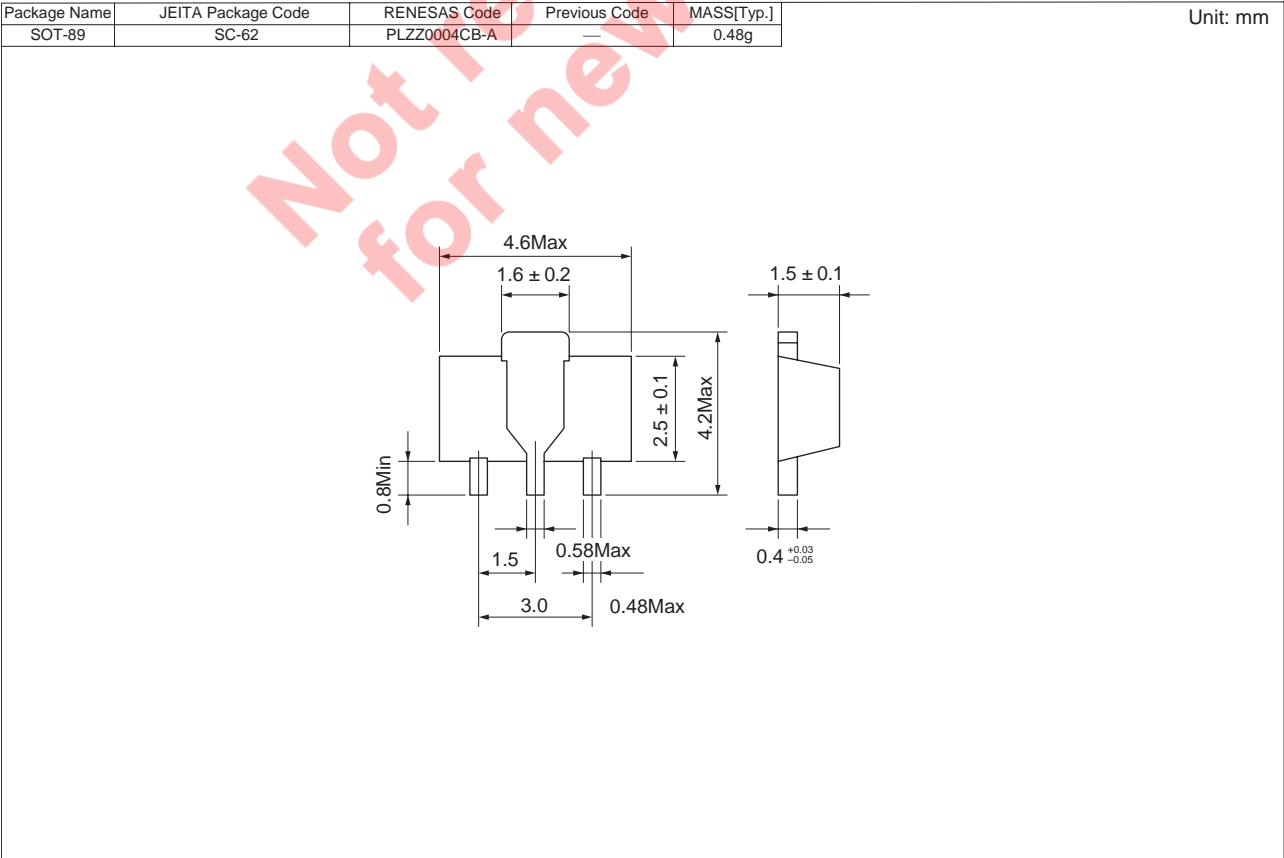 Package Name JEITA Package Code RENESAS Code Previous Code MASS[Typ.]
SOT-89 SC-62 PLZZ0004CB-A — 0.48g
Unit: mm
Not re
for new
4.6Max
1.6 ± 0.2
1.5 ± 0.1
2.5 ± 0.1
4.2Max
0.8Min
0.58Max
1.5
0.4 +0.03 –0.05
3.0
0.48Max